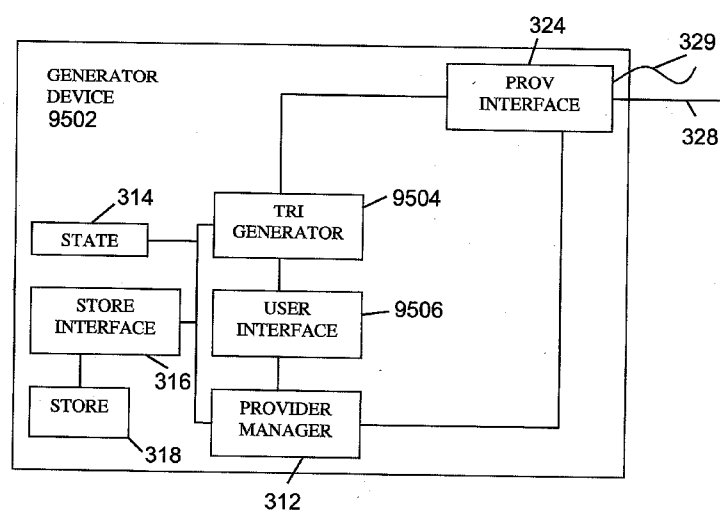 324
329
GENERATOR
DEVICE
9502
PROV
INTERFACE
328
314
9504
STATE
TRI
GENERATOR
STORE
INTERFACE
USER
INTERFACE
9506
316
STORE
PROVIDER
MANAGER
318
312